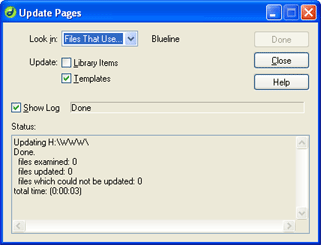 Update Pages
Look in: Files That Use... Blueline
Done
Update: Library Items
Close
Templates
Help
Show Log Done
Status:
Updating H:\WWW\
Done.
files examined: 0
files updated: 0
files which could not be updated: 0
total time: (0:00:03)